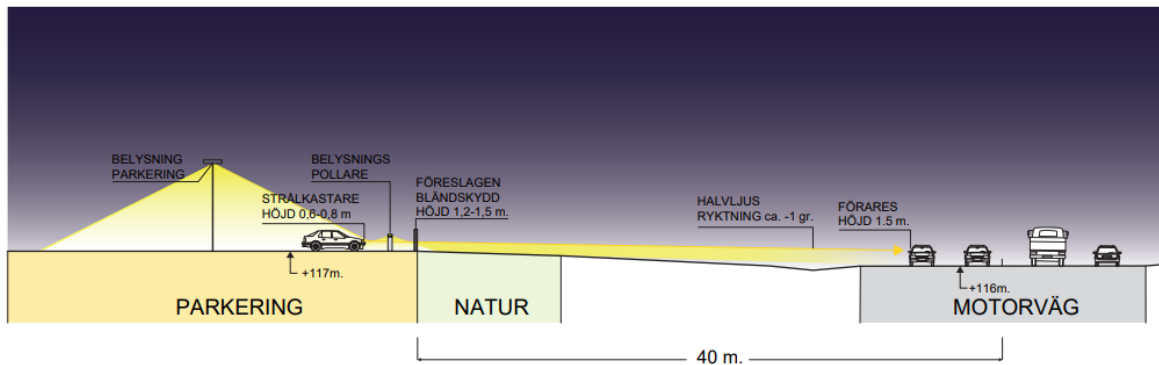 BELYSNING
PARKERING
BELYSNINGS
POLLARE
STRÅLKASTARE
HÖJD 0,6-0,8 m
FÖRESLAGEN
BLÄNDSKYDD
HÖJD 1,2-1,5 m.
HALVLJUS
RYKTNING ca. -1 gr.
FÖRARES
HÖJD 1.5 m.
+117m.
+116m.
PARKERING
NATUR
MOTORVÄG
40 m.